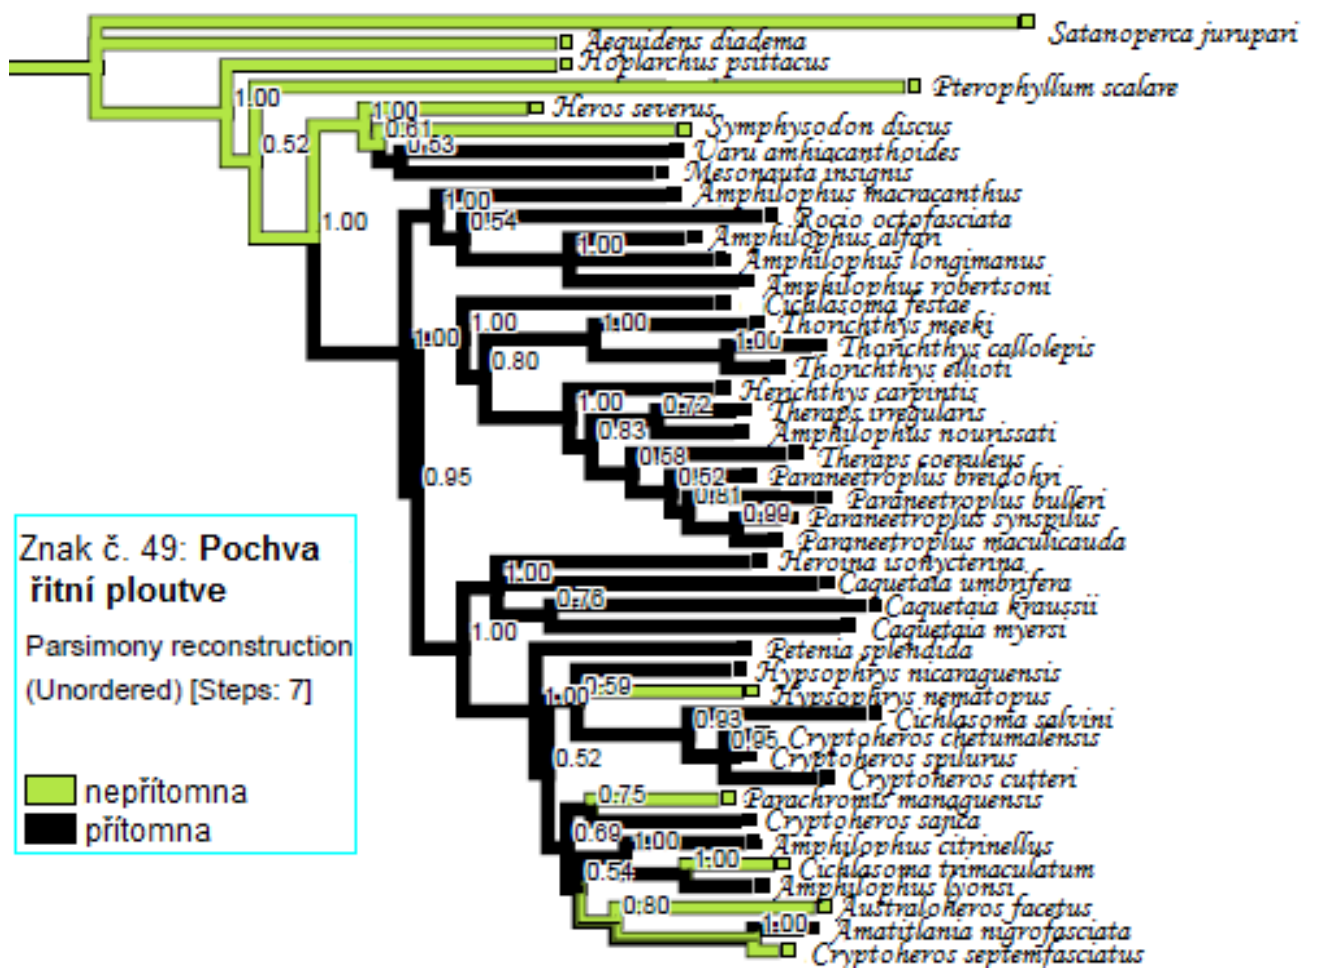 Satanoperca jurupari
Aequidens diadema
Hoplarchus psittacus
Pterophyllum scalare
1.00
Heros severus
1.00
Symphysodon discus
0.61
0.52
0.53
Uaru amhiacanthoides
Mesonauta insignis
Amphilophus macracanthus
1.00
Rocio octofasciata
0.54
1.00
Amphilophus alfari
1.00
Amphilophus longimanus
Amphilophus robertsoni
Cichlasoma festae
1.00
1.00
Thorichthys meeki
1.00
1.00
Thorichthys callolepis
0.80
Thorichthys ellioti
Herichthys carpintis
1.00
0.72
Theraps irregularis
0.83
Amphilophus nourissati
0.58
Theraps coeruleus
0.95
0.52
Paraneetroplus breidohri
0.81
Paraneetroplus bulleri
0.99
Paraneetroplus synspilus
Paraneetroplus maculicauda
Znak č. 49: Pochva
řitní ploutve
Parsimony reconstruction
(Unordered) [Steps: 7]
nepřítomna
přítomna
Heroina isonycterina
1.00
Caquetaia umbrifera
0.76
Caquetaia kraussii
1.00
Caquetaia myersi
Petenia splendida
Hypsophrys nicaraguensis
1.00
0.59
Hypsophrys nematopus
0.93
Cichlasoma salvini
0.95
Cryptoheros chetumalensis
0.52
Cryptoheros spilurus
Cryptoheros cutteri
0.75
Parachromis managuensis
Cryptoheros sajica
0.69
1.00
Amphilophus citrinellus
1.00
Cichlasoma trimaculatum
0.54
Amphilophus lyonsi
0.80
Australoheros facetus
1.00
Amatitlania nigrofasciata
Cryptoheros septemfasciatus